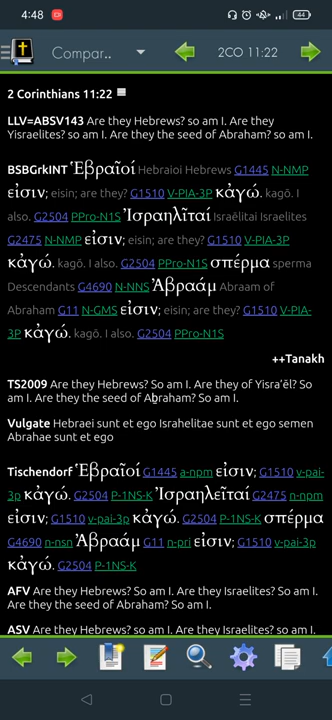 4:48
44
Compar..
2CO 11:22
2 Corinthians 11:22
LLV=ABSV143 Are they Hebrews? so am I. Are they
Yisraelites? so am I. Are they the seed of Abraham? so am I.
BSBGrkINT Ἑβραῖοί Hebraioi Hebrews G1445 N-NMP
εἰσιν; eisin; are they? G1510 V-PIA-3P κἀγώ. kagō. I
also. G2504 PPro-N1S Ἰσραηλῖταί Israēlitai Israelites
G2475 N-NMP εἰσιν; eisin; are they? G1510 V-PIA-3P
κἀγώ. kagō. I also. G2504 PPro-N1S σπέρμα sperma
Descendants G4690 N-NNS Ἀβραάμ Abraam of
Abraham G11 N-GMS εἰσιν; eisin; are they? G1510 V-PIA-
3P κἀγώ. kagō. I also. G2504 PPro-N1S
++Tanakh
TS2009 Are they Hebrews? So am I. Are they of Yisra'ĕl? So
am I. Are they the seed of Aḇraham? So am I.
Vulgate Hebraei sunt et ego Israhelitae sunt et ego semen
Abrahae sunt et ego
Tischendorf Ἑβραῖοί G1445 a-npm εἰσιν; G1510 v-pai-
3p κἀγώ. G2504 P-1NS-K Ἰσραηλεῖταί G2475 n-npm
εἰσιν; G1510 v-pai-3p κἀγώ. G2504 P-1NS-K σπέρμα
G4690 n-nsn Ἀβραάμ G11 n-pri εἰσιν; G1510 v-pai-3p
κἀγώ. G2504 P-1NS-K
AFV Are they Hebrews? So am I. Are they Israelites? So am I.
Are they the seed of Abraham? So am I.
ASV Are they Hebrews? so am I. Are they Israelites? so am I.